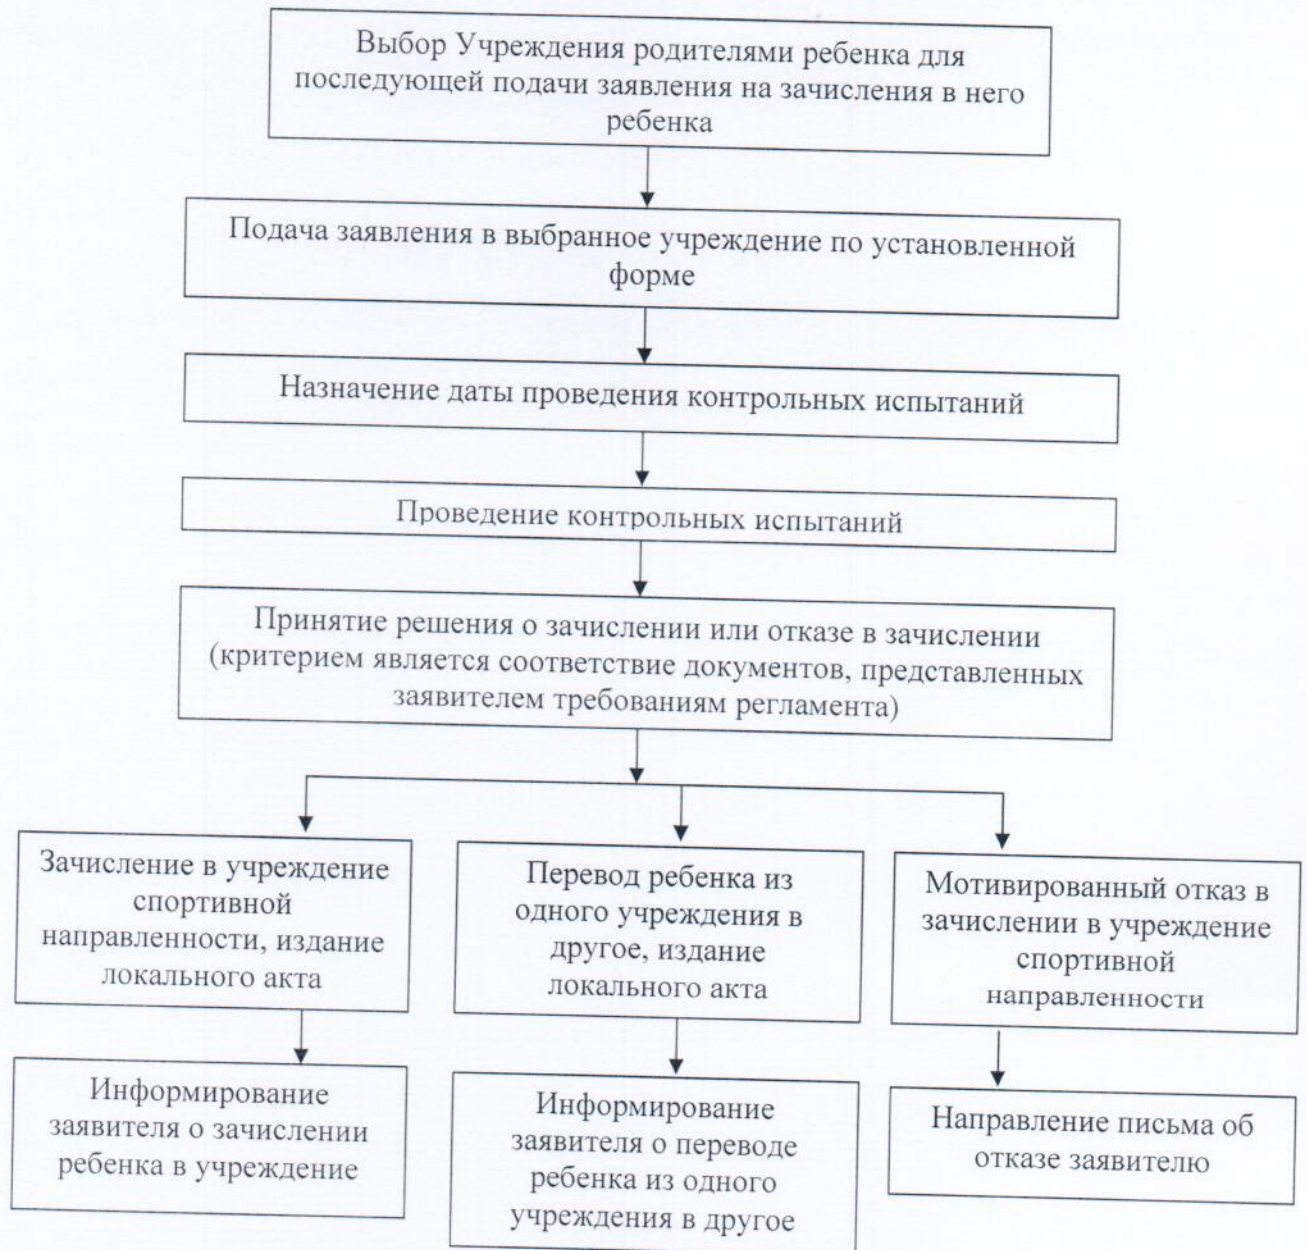 Выбор Учреждения родителями ребенка для
последующей подачи заявления на зачисления в него
ребенка
Подача заявления в выбранное учреждение по установленной
форме
Назначение даты проведения контрольных испытаний
Проведение контрольных испытаний
Принятие решения о зачислении или отказе в зачислении
(критерием является соответствие документов, представленных
заявителем требованиям регламента)
Зачисление в учреждение
спортивной
направленности, издание
локального акта
Перевод ребенка из
одного учреждения в
другое, издание
локального акта
Мотивированный отказ в
зачислении в учреждение
спортивной
направленности
Информирование
заявителя о зачислении
ребенка в учреждение
Информирование
заявителя о переводе
ребенка из одного
учреждения в другое
Направление письма об
отказе заявителю